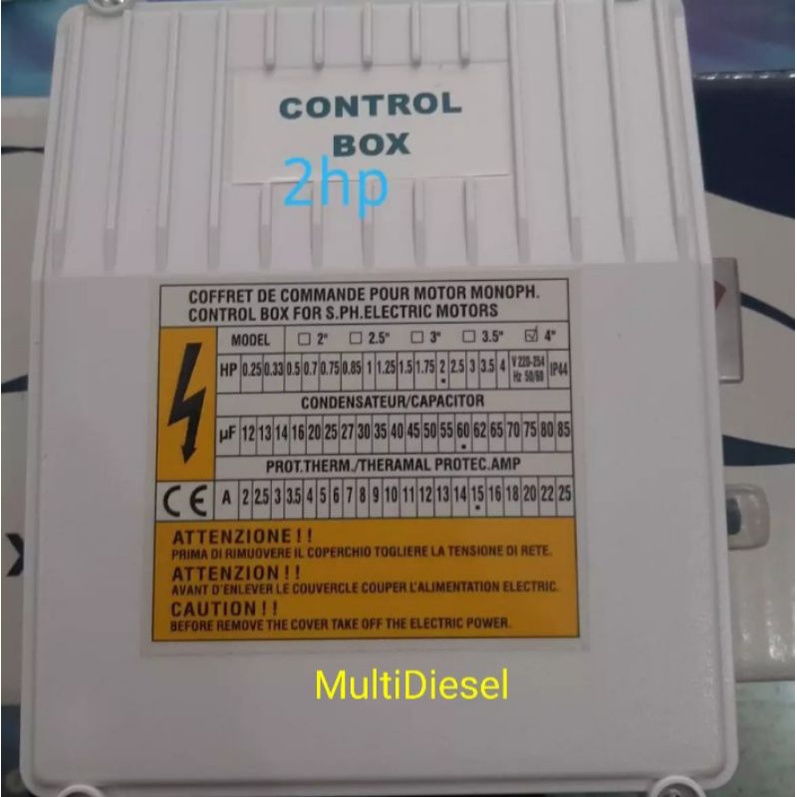 CONTROL
BOX
2hp
COFFRET DE COMMANDE POUR MOTOR MONOPH.
CONTROL BOX FOR S.PH.ELECTRIC MOTORS
MODEL ☐ 2" ☐ 2.5" ☐ 3" ☐ 3.5" ☑ 4"
HP 0.25 0.33 0.5 0.7 0.75 0.85 1 1.25 1.5 1.75 2 2.5 3 3.5 4 V 220-254 Hz 50/60 IP44
CONDENSATEUR/CAPACITOR
µF 12 13 14 16 20 25 27 30 35 40 45 50 55 60 62 65 70 75 80 85
PROT.THERM./THERAMAL PROTEC.AMP
CE A 2 2.5 3 3.5 4 5 6 7 8 9 10 11 12 13 14 15 16 18 20 22 25
ATTENZIONE!!
PRIMA DI RIMUOVERE IL COPERCHIO TOGLIERE LA TENSIONE DI RETE.
ATTENZION!!
AVANT D'ENLEVER LE COUVERCLE COUPER L'ALIMENTATION ELECTRIC.
CAUTION!!
BEFORE REMOVE THE COVER TAKE OFF THE ELECTRIC POWER.
MultiDiesel